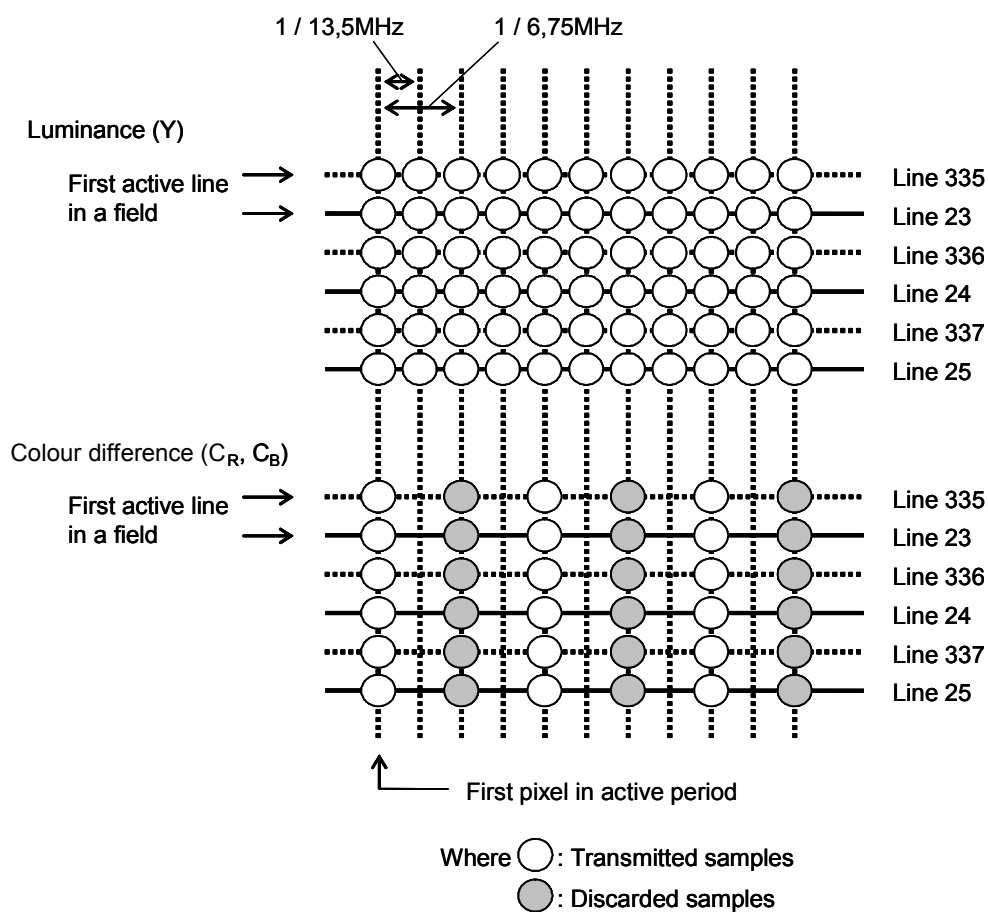 1 / 13,5MHz
1 / 6,75MHz
Luminance (Y)
First active line
in a field
Line 335
Line 23
Line 336
Line 24
Line 337
Line 25
Colour difference (CR, CB)
First active line
in a field
Line 335
Line 23
Line 336
Line 24
Line 337
Line 25
First pixel in active period
Where : Transmitted samples
: Discarded samples